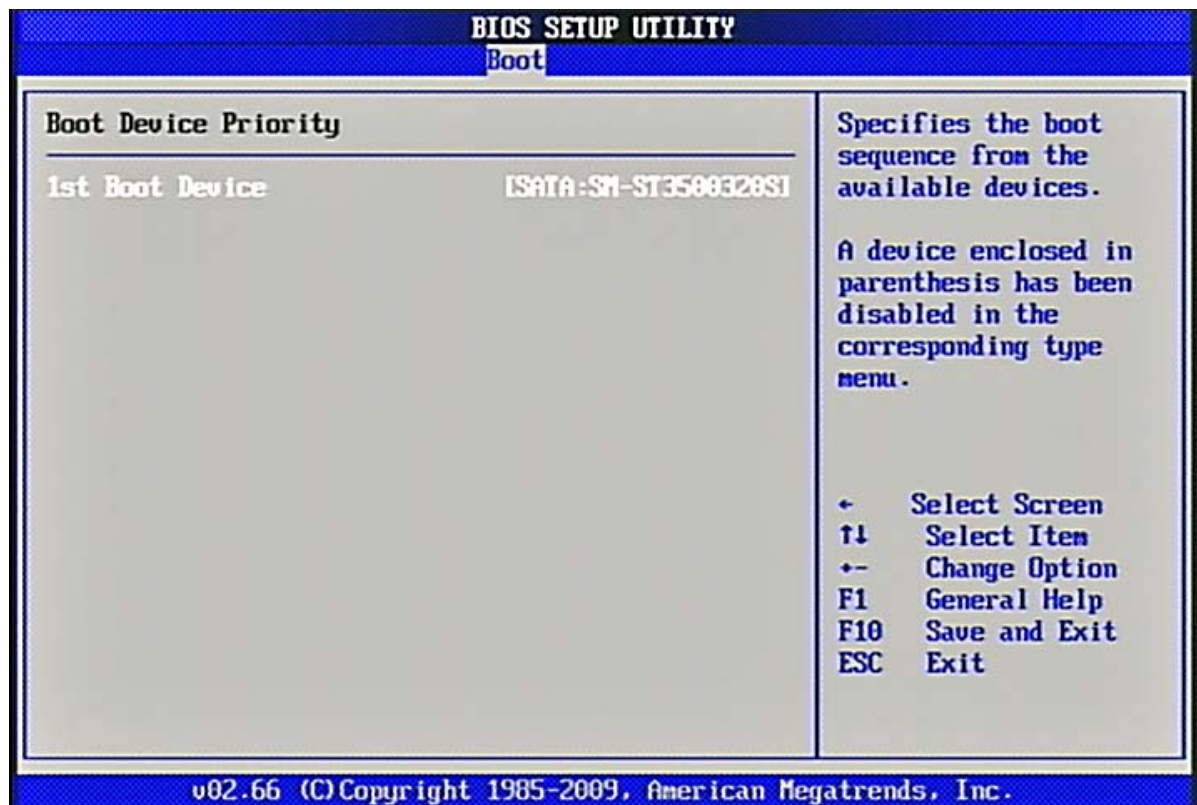 BIOS SETUP UTILITY
Boot
Boot Device Priority
1st Boot Device [SATA:SM-ST3500320S]
Specifies the boot
sequence from the
available devices.
A device enclosed in
parenthesis has been
disabled in the
corresponding type
menu.
← Select Screen
↑↓ Select Item
+- Change Option
F1 General Help
F10 Save and Exit
ESC Exit
v02.66 (C)Copyright 1985-2009, American Megatrends, Inc.